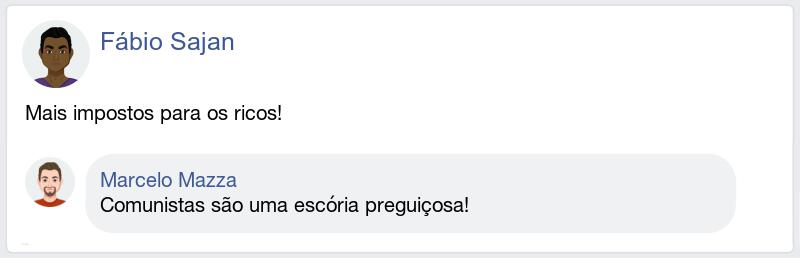 Fábio Sajan
Mais impostos para os ricos!
Marcelo Mazza
Comunistas são uma escória preguiçosa!